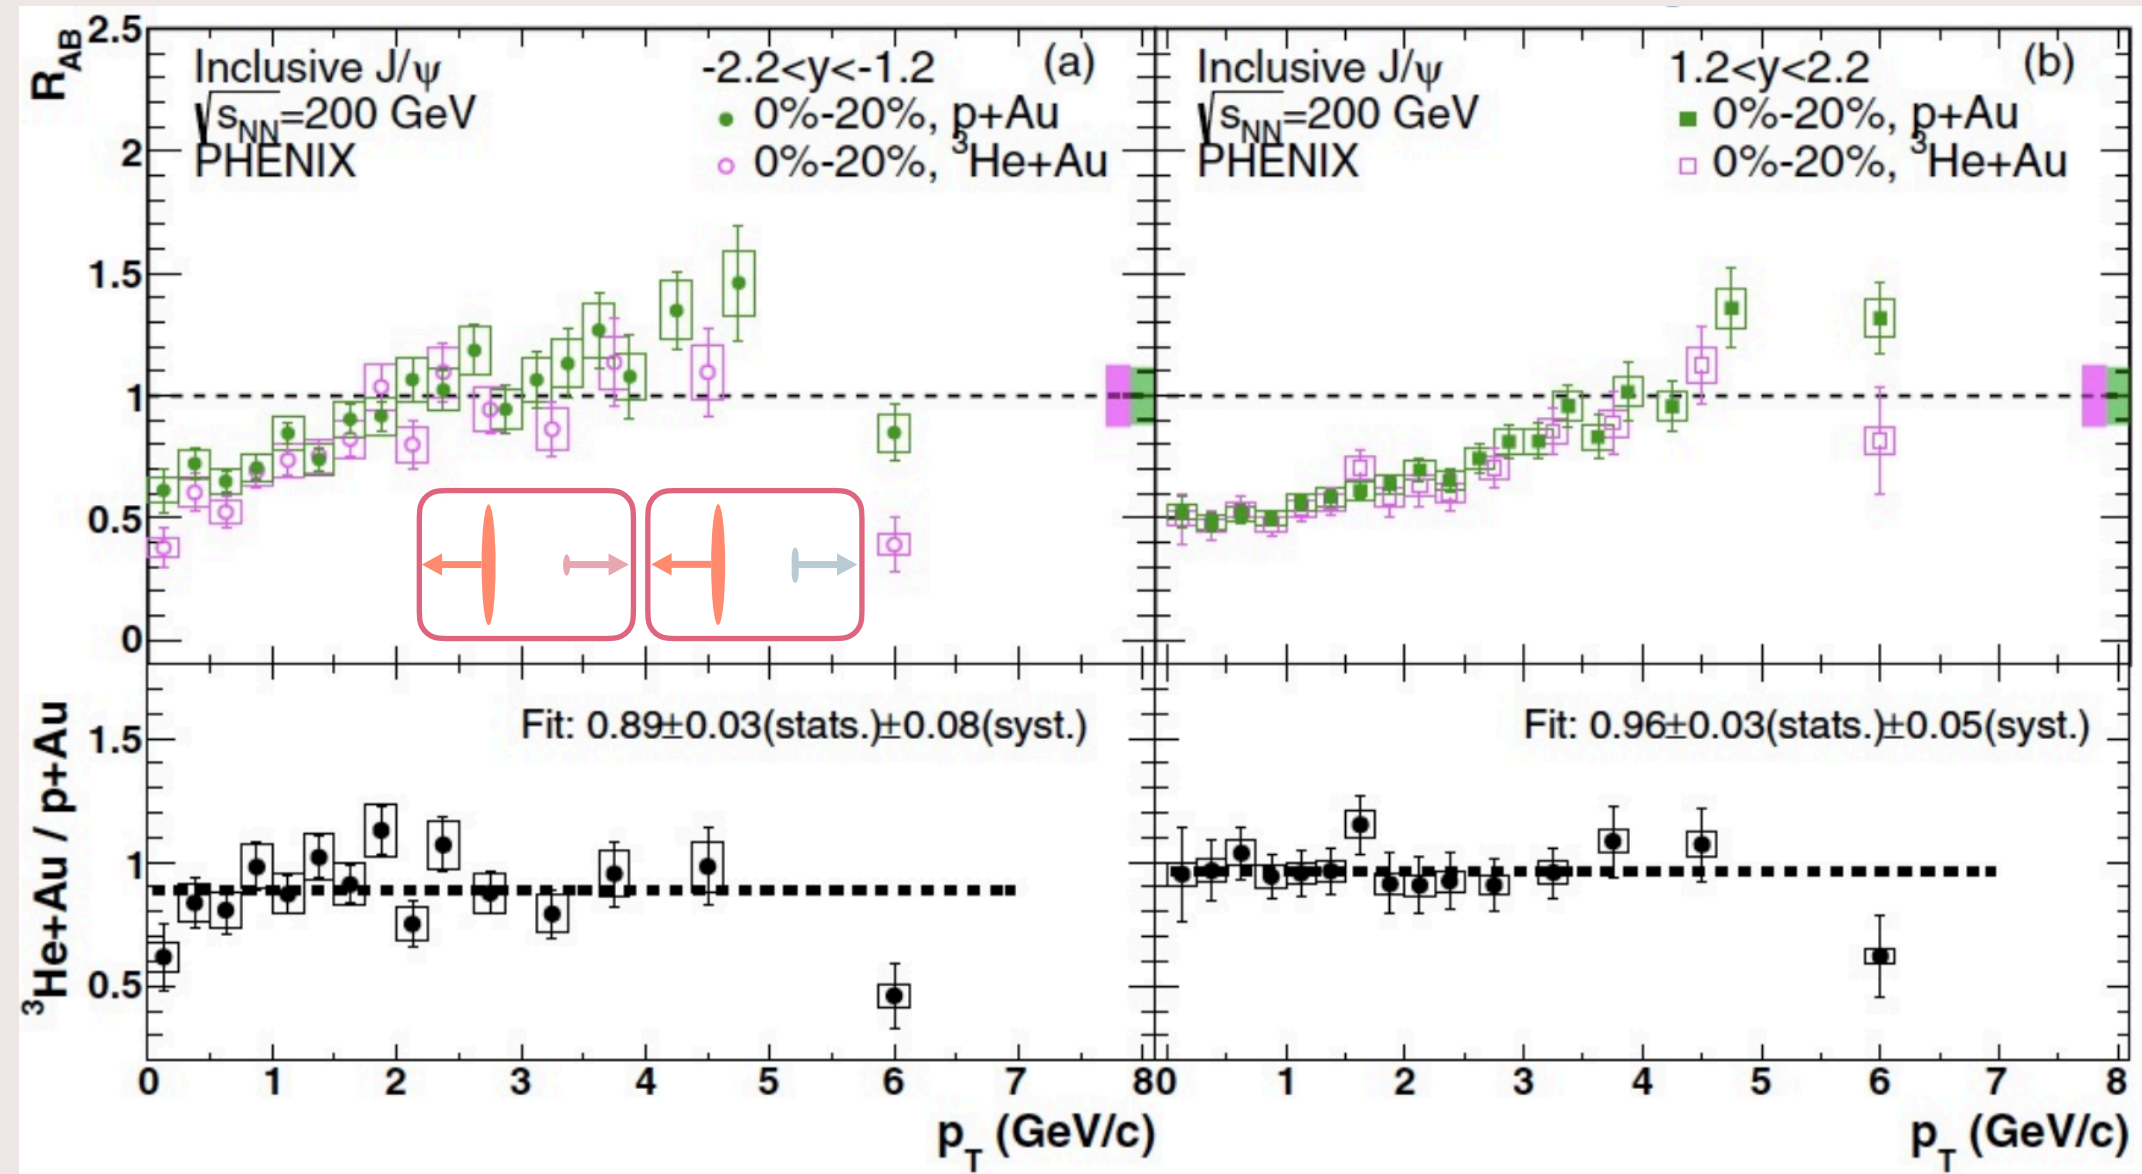 R_AB
2.5
2
1.5
1
0.5
0
Inclusive J/ψ
√s_NN=200 GeV
PHENIX
-2.2<y<-1.2
(a)
0%-20%, p+Au
0%-20%, ³He+Au
Inclusive J/ψ
√s_NN=200 GeV
PHENIX
1.2<y<2.2
(b)
0%-20%, p+Au
0%-20%, ³He+Au
³He+Au / p+Au
1.5
1
0.5
Fit: 0.89±0.03(stats.)±0.08(syst.)
Fit: 0.96±0.03(stats.)±0.05(syst.)
0 1 2 3 4 5 6 7 8
0 1 2 3 4 5 6 7 8
p_T (GeV/c)
p_T (GeV/c)